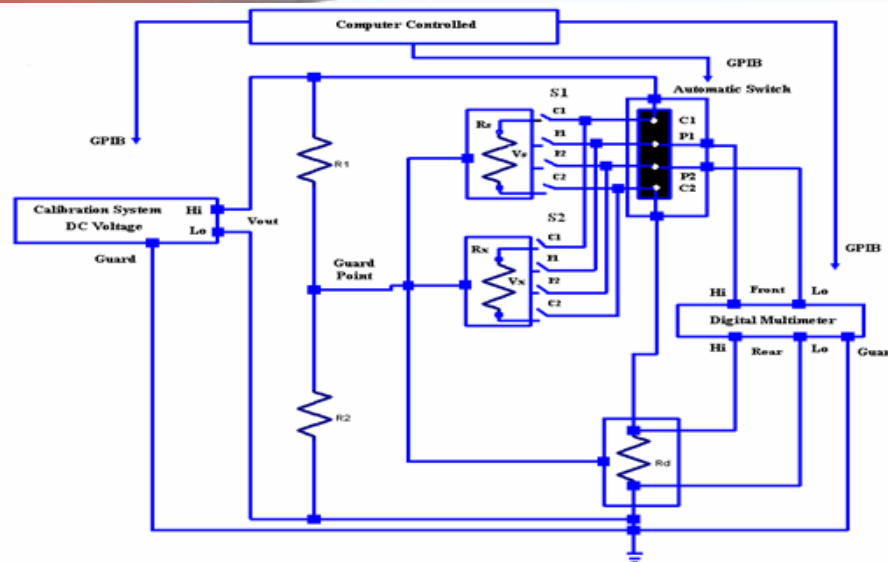 Computer Controlled
GPIB
GPIB
GPIB
Automatic Switch
S1
C1
P1
P2
C2
Rs
Vs
C1
P1
P2
C2
R1
Calibration System
DC Voltage
Hi
Lo
Vout
Guard
Guard
Point
S2
C1
P1
P2
C2
Rx
Vx
Hi
Front
Lo
Digital Multimeter
Hi
Rear
Lo
Guar
R2
Rd